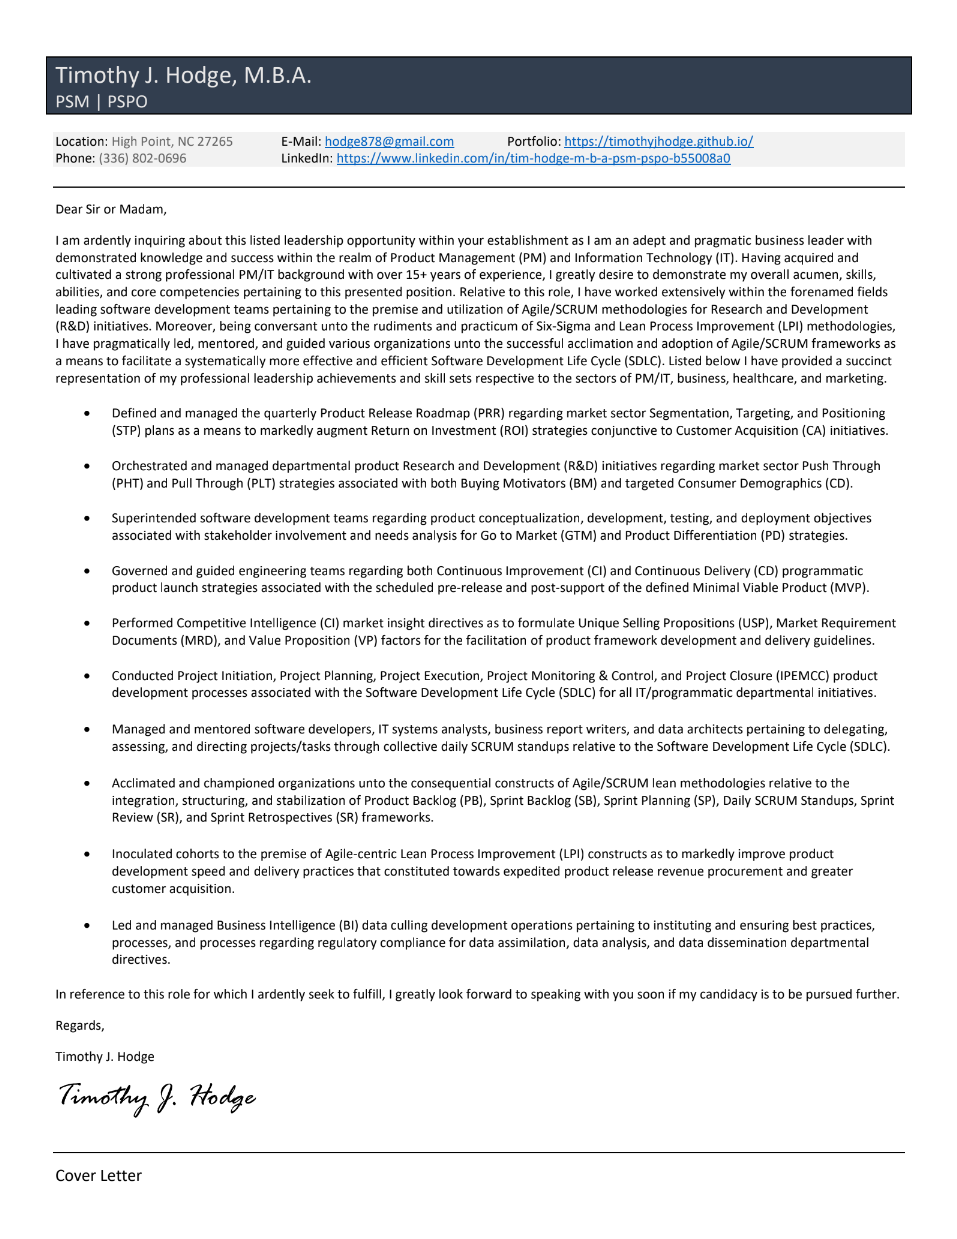 Timothy J. Hodge, M.B.A.
PSM | PSPO
Location: High Point, NC 27265 E-Mail: hodge878@gmail.com Portfolio: https://timothyjhodge.github.io/
Phone: (336) 802-0696 LinkedIn: https://www.linkedin.com/in/tim-hodge-m-b-a-psm-pspo-b55008a0
Dear Sir or Madam,
I am ardently inquiring about this listed leadership opportunity within your establishment as I am an adept and pragmatic business leader with
demonstrated knowledge and success within the realm of Product Management (PM) and Information Technology (IT). Having acquired and
cultivated a strong professional PM/IT background with over 15+ years of experience, I greatly desire to demonstrate my overall acumen, skills,
abilities, and core competencies pertaining to this presented position. Relative to this role, I have worked extensively within the forenamed fields
leading software development teams pertaining to the premise and utilization of Agile/SCRUM methodologies for Research and Development
(R&D) initiatives. Moreover, being conversant unto the rudiments and practicum of Six-Sigma and Lean Process Improvement (LPI) methodologies,
I have pragmatically led, mentored, and guided various organizations unto the successful acclimation and adoption of Agile/SCRUM frameworks as
a means to facilitate a systematically more effective and efficient Software Development Life Cycle (SDLC). Listed below I have provided a succinct
representation of my professional leadership achievements and skill sets respective to the sectors of PM/IT, business, healthcare, and marketing.
• Defined and managed the quarterly Product Release Roadmap (PRR) regarding market sector Segmentation, Targeting, and Positioning
(STP) plans as a means to markedly augment Return on Investment (ROI) strategies conjunctive to Customer Acquisition (CA) initiatives.
• Orchestrated and managed departmental product Research and Development (R&D) initiatives regarding market sector Push Through
(PHT) and Pull Through (PLT) strategies associated with both Buying Motivators (BM) and targeted Consumer Demographics (CD).
• Superintended software development teams regarding product conceptualization, development, testing, and deployment objectives
associated with stakeholder involvement and needs analysis for Go to Market (GTM) and Product Differentiation (PD) strategies.
• Governed and guided engineering teams regarding both Continuous Improvement (CI) and Continuous Delivery (CD) programmatic
product launch strategies associated with the scheduled pre-release and post-support of the defined Minimal Viable Product (MVP).
• Performed Competitive Intelligence (CI) market insight directives as to formulate Unique Selling Propositions (USP), Market Requirement
Documents (MRD), and Value Proposition (VP) factors for the facilitation of product framework development and delivery guidelines.
• Conducted Project Initiation, Project Planning, Project Execution, Project Monitoring & Control, and Project Closure (IPEMCC) product
development processes associated with the Software Development Life Cycle (SDLC) for all IT/programmatic departmental initiatives.
• Managed and mentored software developers, IT systems analysts, business report writers, and data architects pertaining to delegating,
assessing, and directing projects/tasks through collective daily SCRUM standups relative to the Software Development Life Cycle (SDLC).
• Acclimated and championed organizations unto the consequential constructs of Agile/SCRUM lean methodologies relative to the
integration, structuring, and stabilization of Product Backlog (PB), Sprint Backlog (SB), Sprint Planning (SP), Daily SCRUM Standups, Sprint
Review (SR), and Sprint Retrospectives (SR) frameworks.
• Inoculated cohorts to the premise of Agile-centric Lean Process Improvement (LPI) constructs as to markedly improve product
development speed and delivery practices that constituted towards expedited product release revenue procurement and greater
customer acquisition.
• Led and managed Business Intelligence (BI) data culling development operations pertaining to instituting and ensuring best practices,
processes, and processes regarding regulatory compliance for data assimilation, data analysis, and data dissemination departmental
directives.
In reference to this role for which I ardently seek to fulfill, I greatly look forward to speaking with you soon if my candidacy is to be pursued further.
Regards,
Timothy J. Hodge
Timothy J. Hodge
Cover Letter